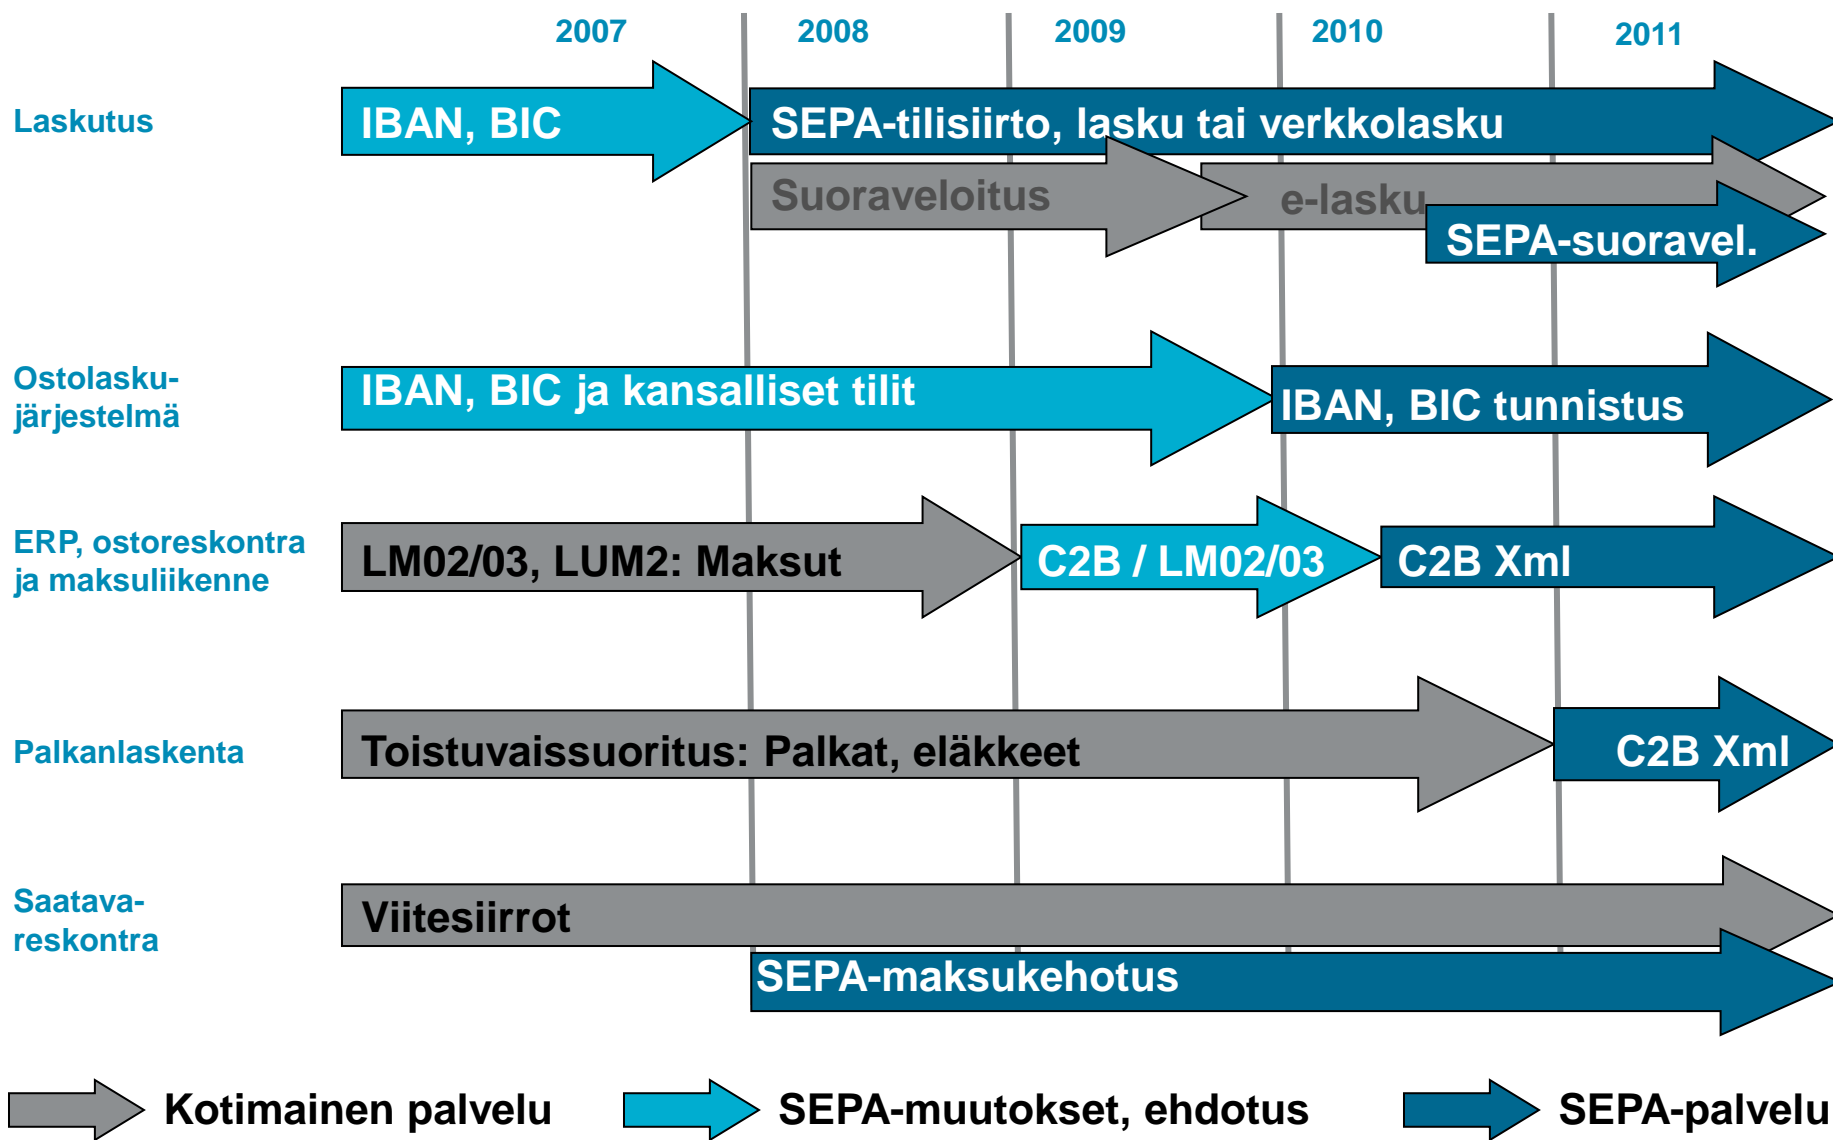 2007 2008 2009 2010 2011
Laskutus
IBAN, BIC
SEPA-tilisiirto, lasku tai verkkolasku
Suoraveloitus
e-lasku
SEPA-suoravel.
Ostolasku-
järjestelmä
IBAN, BIC ja kansalliset tilit
IBAN, BIC tunnistus
ERP, ostoreskontra
ja maksuliikenne
LM02/03, LUM2: Maksut
C2B / LM02/03
C2B Xml
Palkanlaskenta
Toistuvaissuoritus: Palkat, eläkkeet
C2B Xml
Saatava-
reskontra
Viitesiirrot
SEPA-maksukehotus
Kotimainen palvelu
SEPA-muutokset, ehdotus
SEPA-palvelu